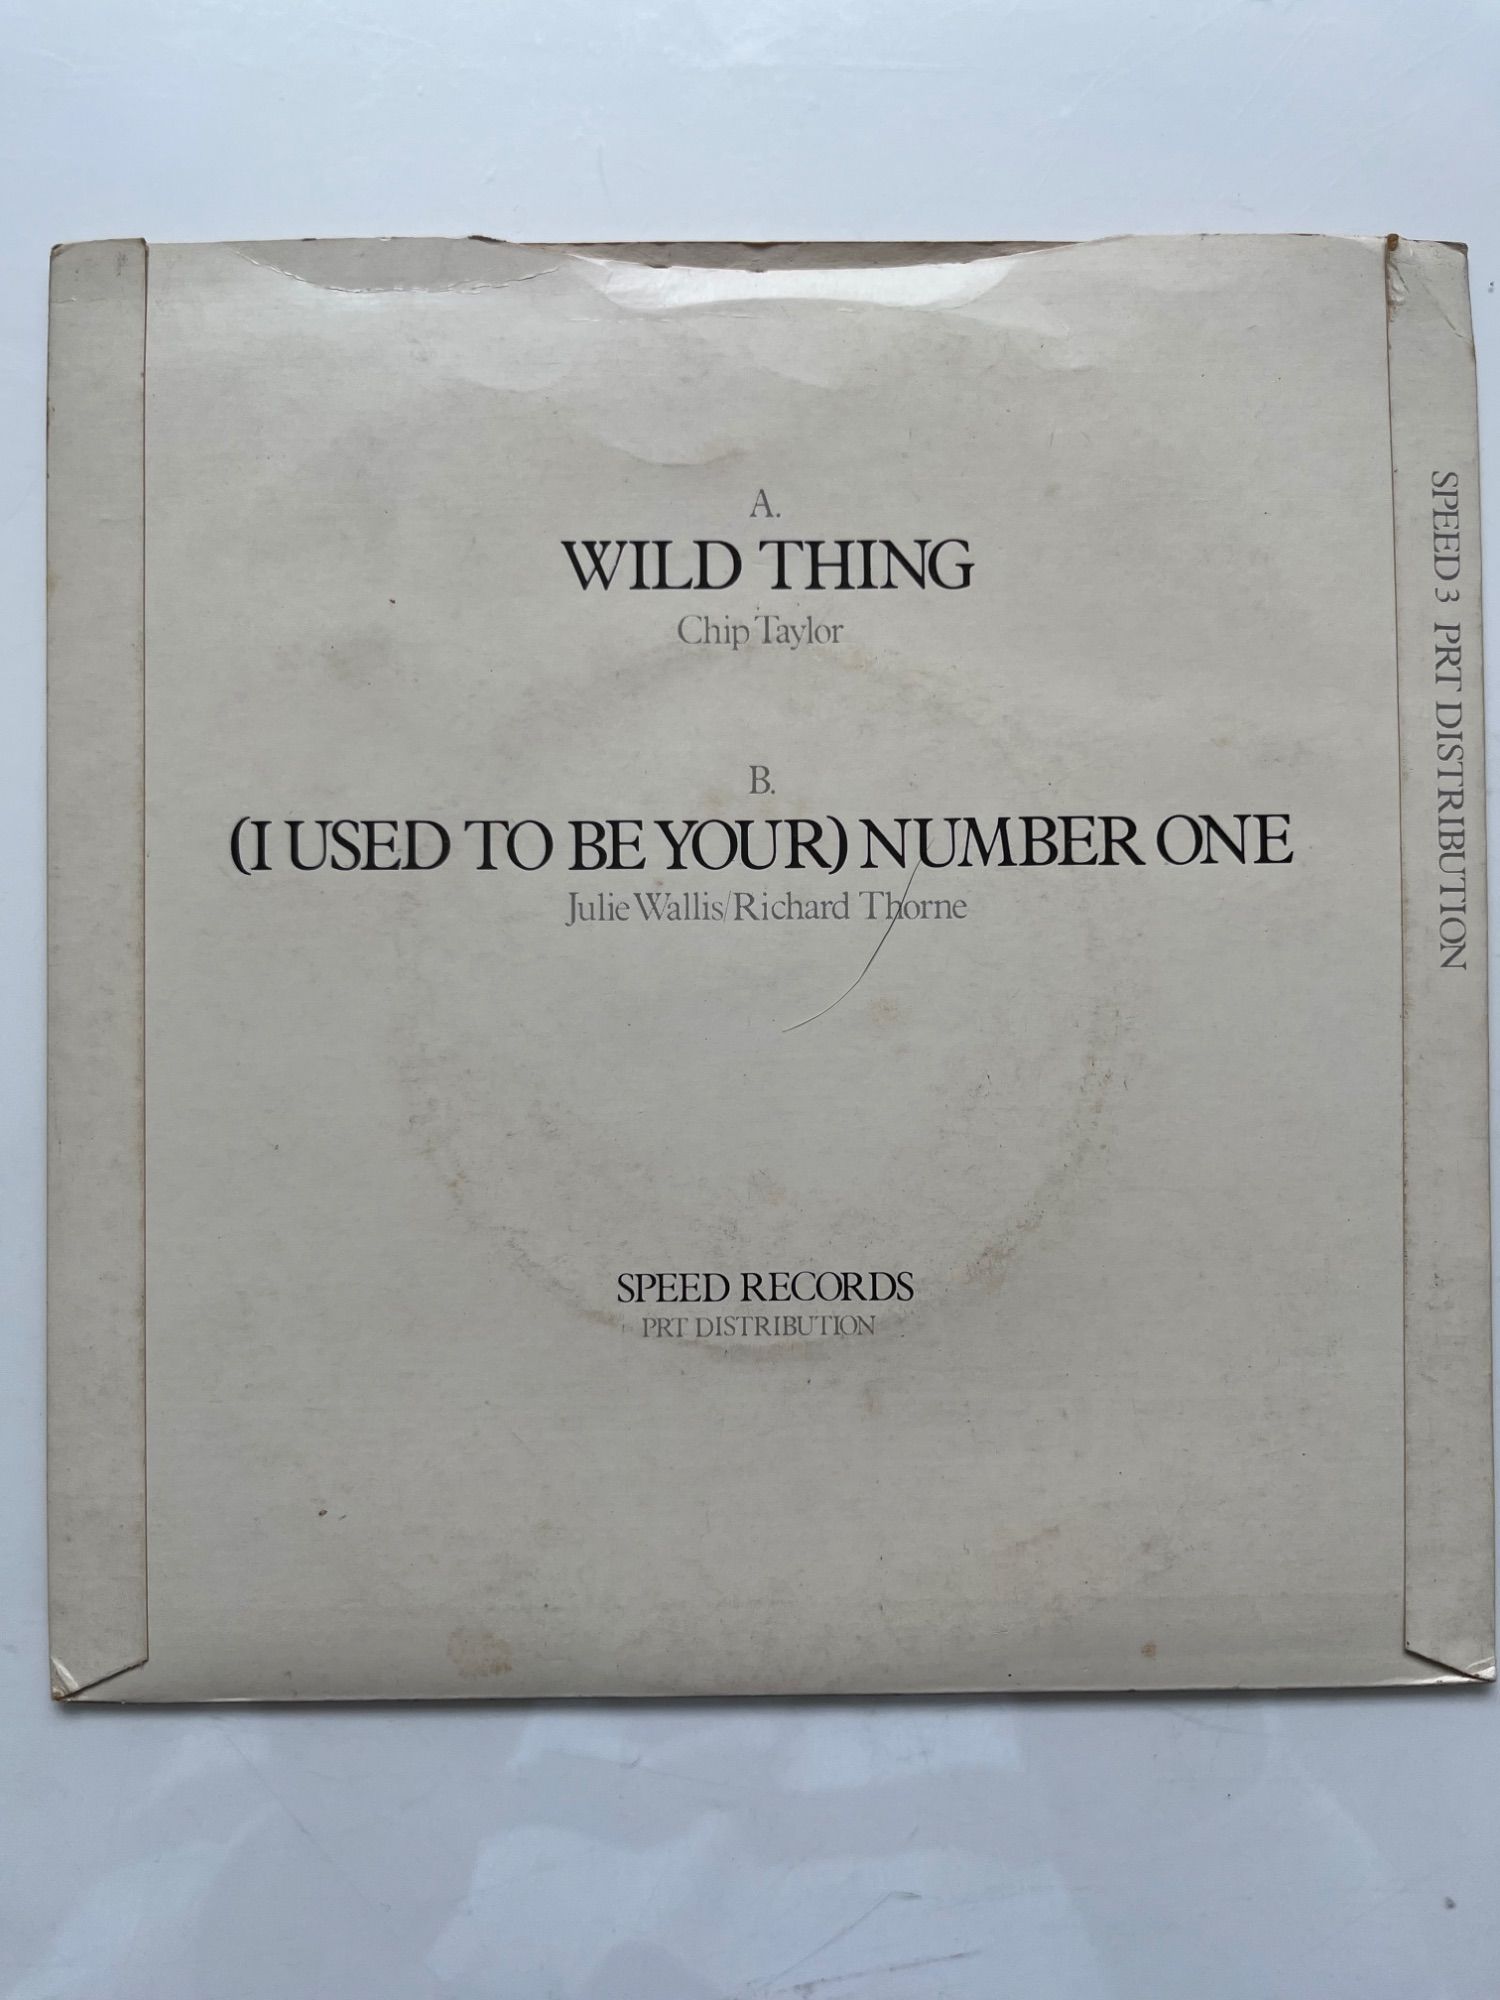 A.
WILD THING
Chip Taylor
B.
(I USED TO BE YOUR) NUMBER ONE
Julie Wallis/Richard Thorne
SPEED RECORDS
PRT DISTRIBUTION
SPEED 3 PRT DISTRIBUTION